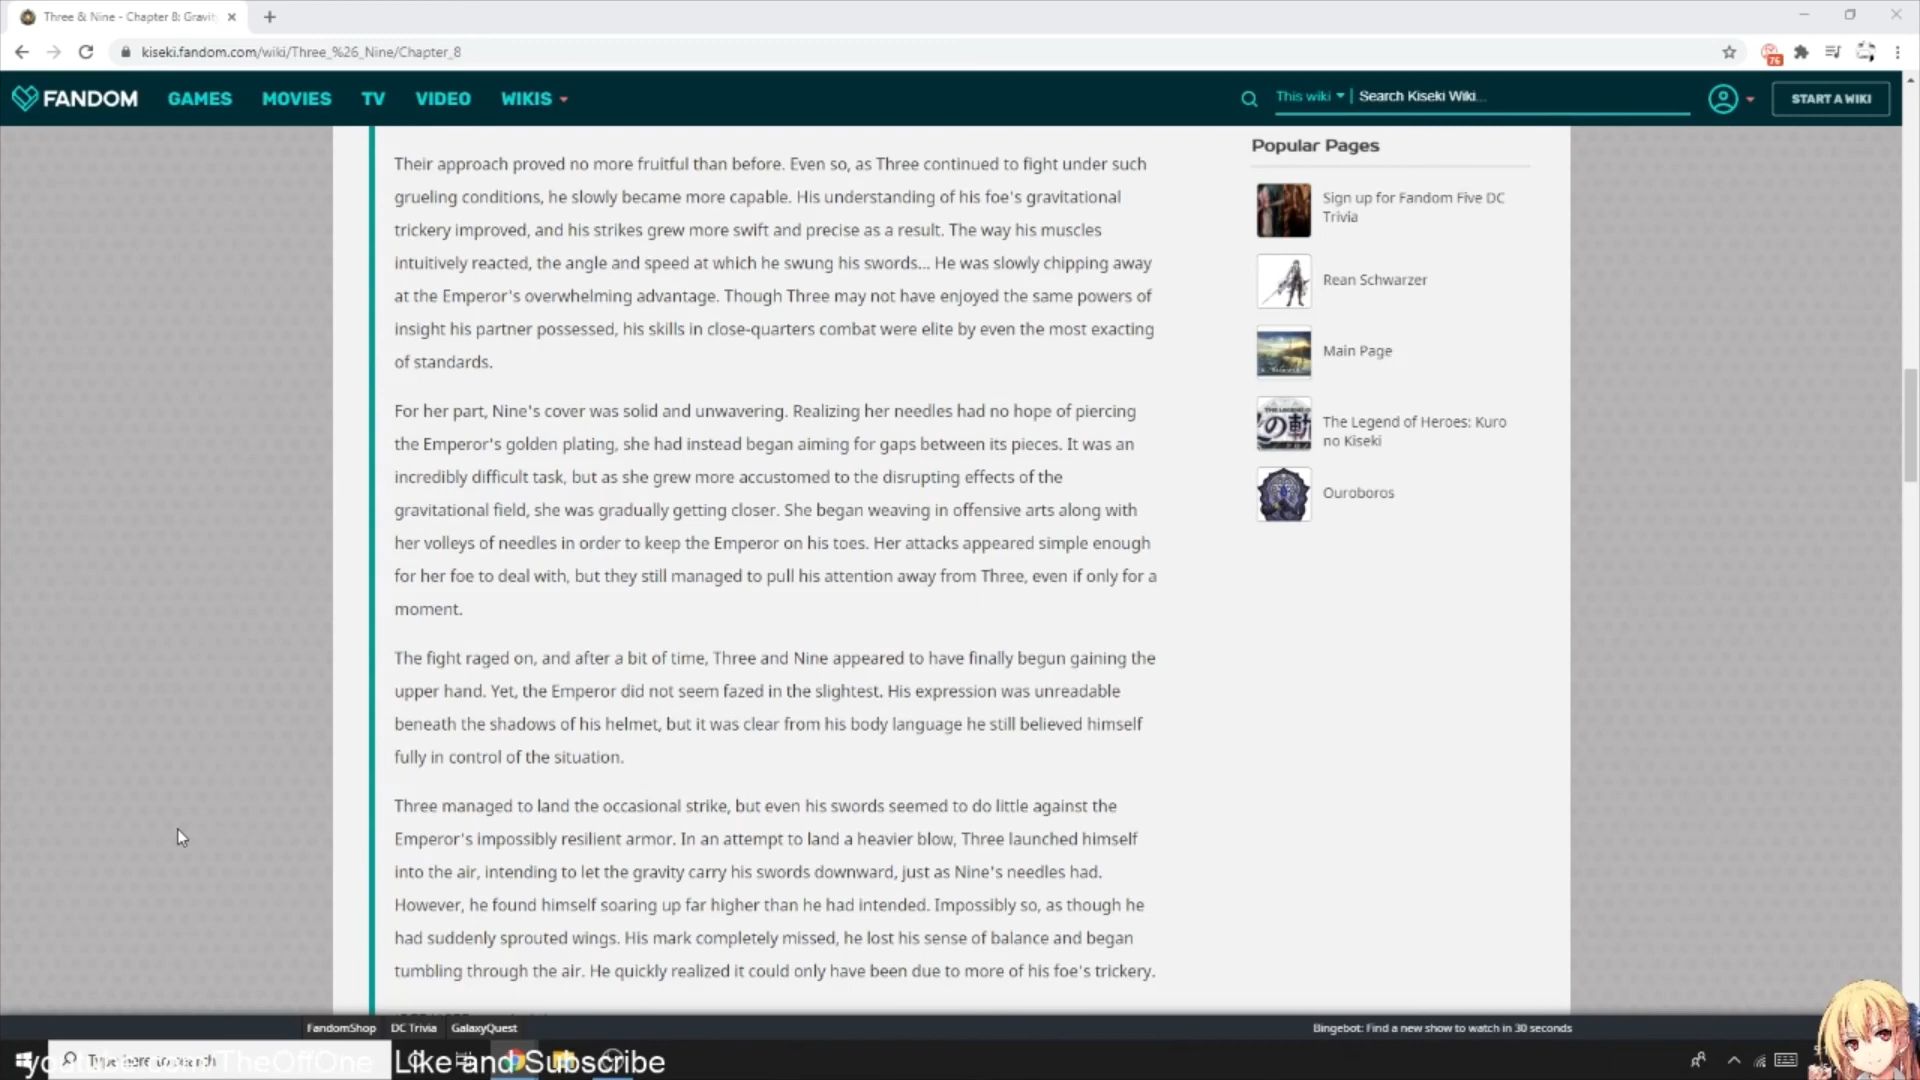 Three & Nine - Chapter 8: Gravit
kiseki.fandom.com/wiki/Three_%26_Nine/Chapter_8
76
FANDOM GAMES MOVIES TV VIDEO WIKIS This wiki Search Kiseki Wiki... START A WIKI
Their approach proved no more fruitful than before. Even so, as Three continued to fight under such
grueling conditions, he slowly became more capable. His understanding of his foe's gravitational
trickery improved, and his strikes grew more swift and precise as a result. The way his muscles
intuitively reacted, the angle and speed at which he swung his swords... He was slowly chipping away
at the Emperor's overwhelming advantage. Though Three may not have enjoyed the same powers of
insight his partner possessed, his skills in close-quarters combat were elite by even the most exacting
of standards.
For her part, Nine's cover was solid and unwavering. Realizing her needles had no hope of piercing
the Emperor's golden plating, she had instead began aiming for gaps between its pieces. It was an
incredibly difficult task, but as she grew more accustomed to the disrupting effects of the
gravitational field, she was gradually getting closer. She began weaving in offensive arts along with
her volleys of needles in order to keep the Emperor on his toes. Her attacks appeared simple enough
for her foe to deal with, but they still managed to pull his attention away from Three, even if only for a
moment.
The fight raged on, and after a bit of time, Three and Nine appeared to have finally begun gaining the
upper hand. Yet, the Emperor did not seem fazed in the slightest. His expression was unreadable
beneath the shadows of his helmet, but it was clear from his body language he still believed himself
fully in control of the situation.
Three managed to land the occasional strike, but even his swords seemed to do little against the
Emperor's impossibly resilient armor. In an attempt to land a heavier blow, Three launched himself
into the air, intending to let the gravity carry his swords downward, just as Nine's needles had.
However, he found himself soaring up far higher than he had intended. Impossibly so, as though he
had suddenly sprouted wings. His mark completely missed, he lost his sense of balance and began
tumbling through the air. He quickly realized it could only have been due to more of his foe's trickery.
Popular Pages
Sign up for Fandom Five DC
Trivia
Rean Schwarzer
Main Page
The Legend of Heroes: Kuro
no Kiseki
Ouroboros
FandomShop DC Trivia GalaxyQuest Bingebot: Find a new show to watch in 30 seconds
Type here to search
youtube.com TheOffOne Like and Subscribe